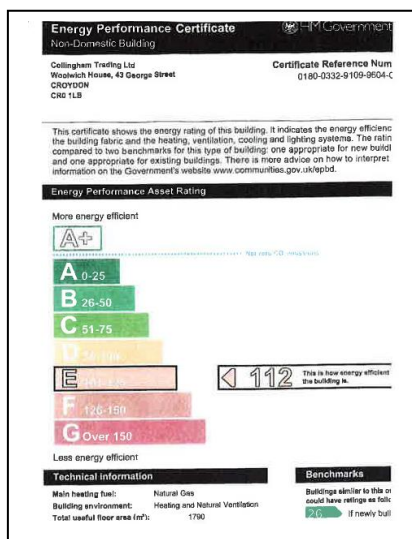 Energy Performance Certificate
Non-Domestic Building
HM Government
Collingham Trading Ltd
Woolwich House, 43 George Street
CROYDON
CR0 1LB
Certificate Reference Num
0180-0332-9109-9604-
This certificate shows the energy rating of this building. It indicates the energy efficienc
the building fabric and the heating, ventilation, cooling and lighting systems. The ratin
compared to two benchmarks for this type of building: one appropriate for new buildi
and one appropriate for existing buildings. There is more advice on how to interpret
information on the Government's website www.communities.gov.uk/epbd.
Energy Performance Asset Rating
More energy efficient
A+
A 0-25
B 26-50
C 51-75
D
E 101-125
F 126-150
G Over 150
112
This is how energy efficient
the building is.
Less energy efficient
Technical information
Main heating fuel: Natural Gas
Building environment: Heating and Natural Ventilation
Total useful floor area (m²): 1790
Benchmarks
Buildings similar to this
could have ratings as
26
If newly buil